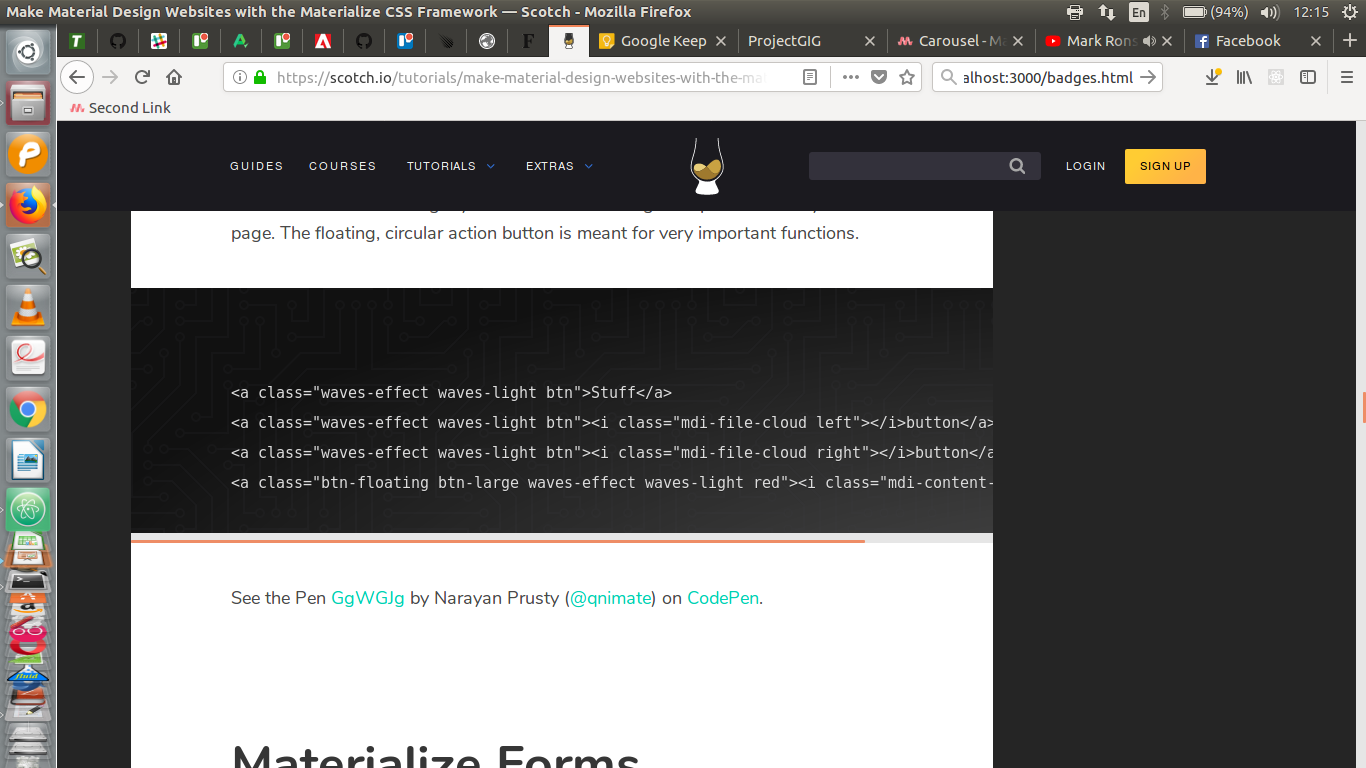 Make Material Design Websites with the Materialize CSS Framework — Scotch - Mozilla Firefox
En
(94%)
12:15
Google Keep
ProjectGIG
Carousel - Ma
Mark Rons
Facebook
https://scotch.io/tutorials/make-material-design-websites-with-the-ma
alhost:3000/badges.html
Second Link
GUIDES
COURSES
TUTORIALS
EXTRAS
LOGIN
SIGN UP
page. The floating, circular action button is meant for very important functions.
<a class="waves-effect waves-light btn">Stuff</a>
<a class="waves-effect waves-light btn"><i class="mdi-file-cloud left"></i>button</a>
<a class="waves-effect waves-light btn"><i class="mdi-file-cloud right"></i>button</a
<a class="btn-floating btn-large waves-effect waves-light red"><i class="mdi-content-
See the Pen GgWGJg by Narayan Prusty (@qnimate) on CodePen.
Materialize Forms